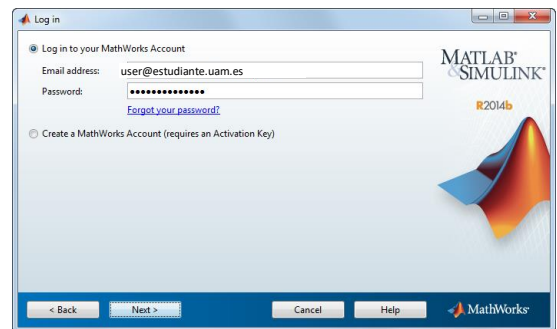 Log in
Log in to your MathWorks Account
Email address: user@estudiante.uam.es
Password: ••••••••••••••
Forgot your password?
Create a MathWorks Account (requires an Activation Key)
MATLAB®
&SIMULINK®
R2014b
< Back Next > Cancel Help MathWorks®